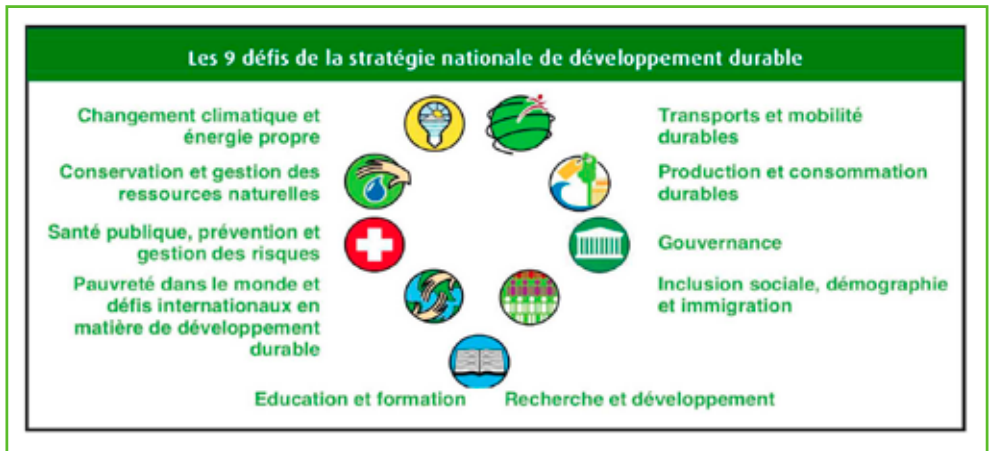 Les 9 défis de la stratégie nationale de développement durable
Changement climatique et
énergie propre
Conservation et gestion des
ressources naturelles
Santé publique, prévention et
gestion des risques
Pauvreté dans le monde et
défis internationaux en
matière de développement
durable
Transports et mobilité
durables
Production et consommation
durables
Gouvernance
Inclusion sociale, démographie
et immigration
Education et formation
Recherche et développement